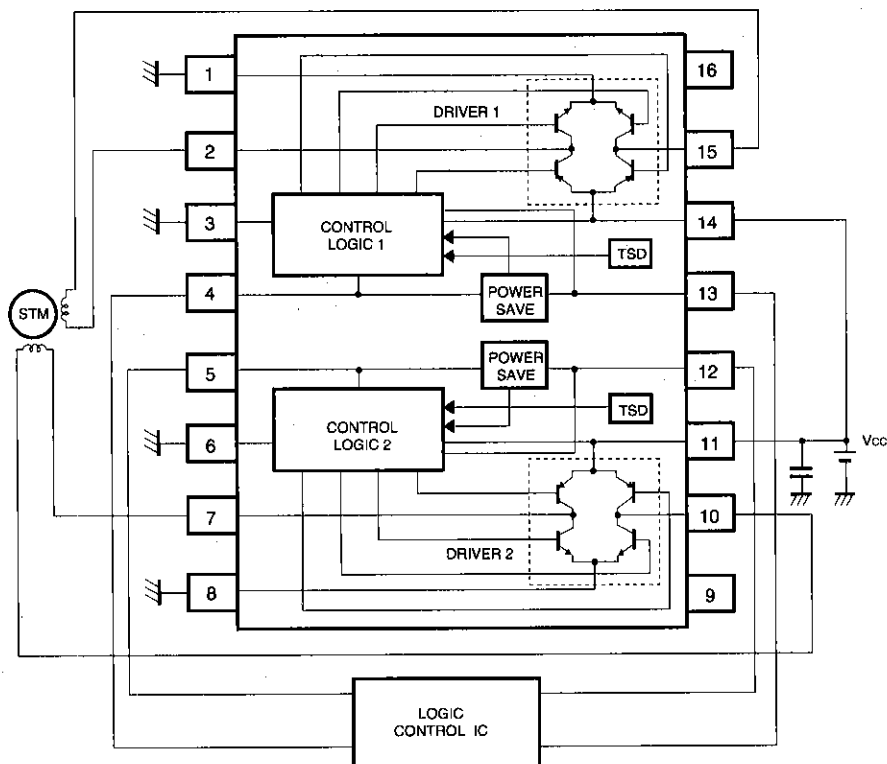 1
16
DRIVER 1
2
15
3
CONTROL
LOGIC 1
14
TSD
4
POWER
SAVE
13
STM
5
POWER
SAVE
12
CONTROL
LOGIC 2
TSD
6
11
Vcc
7
10
DRIVER 2
8
9
LOGIC
CONTROL IC